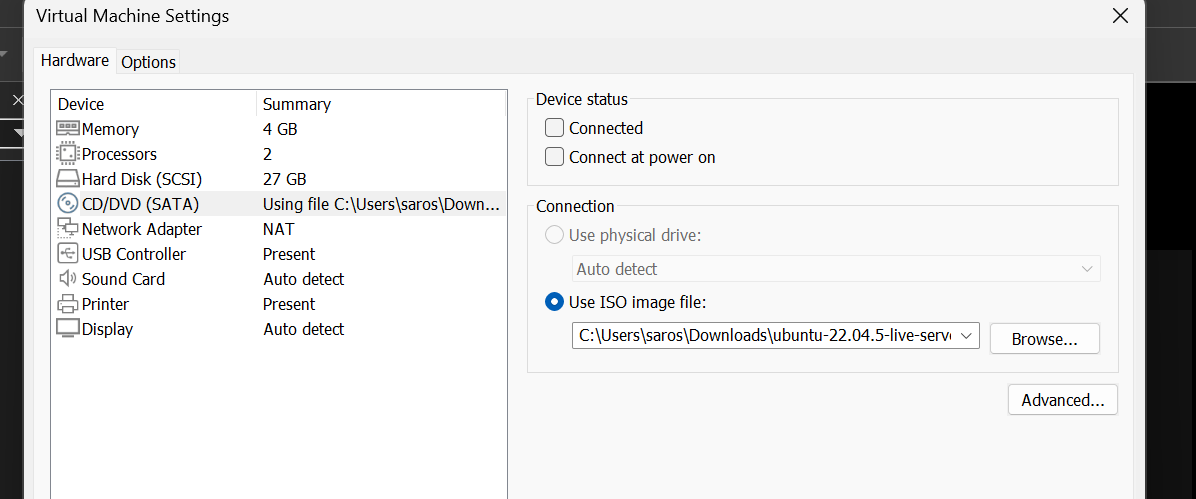 Virtual Machine Settings
Hardware Options
Device Summary
Memory 4 GB
Processors 2
Hard Disk (SCSI) 27 GB
CD/DVD (SATA) Using file C:\Users\saros\Down...
Network Adapter NAT
USB Controller Present
Sound Card Auto detect
Printer Present
Display Auto detect
Device status
Connected
Connect at power on
Connection
Use physical drive:
Auto detect
Use ISO image file:
C:\Users\saros\Downloads\ubuntu-22.04.5-live-serv
Browse...
Advanced...